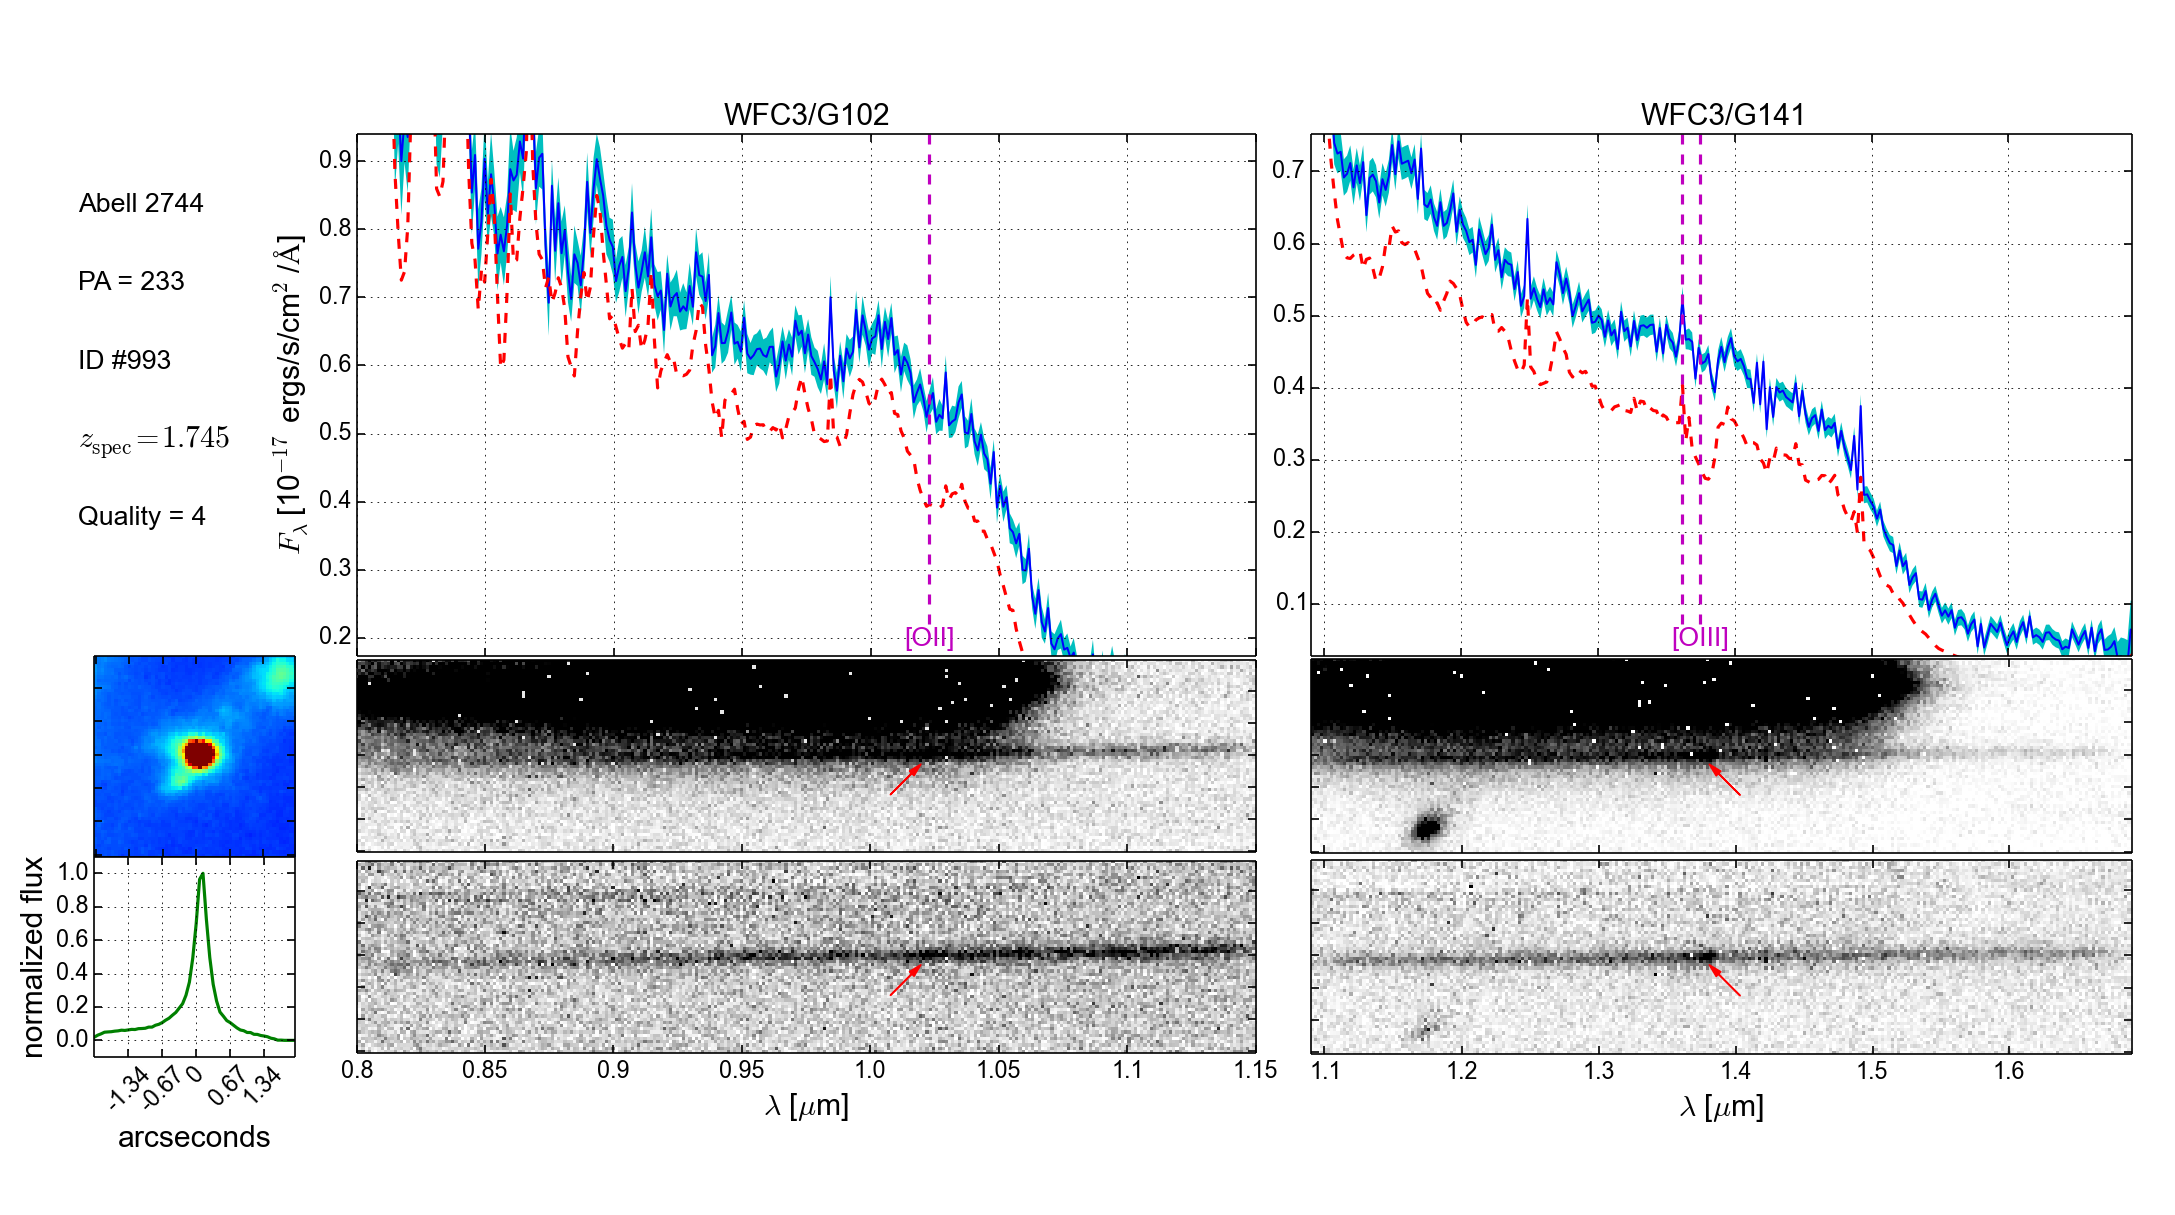 WFC3/G102
WFC3/G141
Abell 2744
PA = 233
ID #993
z_spec = 1.745
Quality = 4
F_λ [10^-17 ergs/s/cm^2 /Å]
0.9
0.8
0.7
0.6
0.5
0.4
0.3
0.2
[OII]
0.7
0.6
0.5
0.4
0.3
0.2
0.1
[OIII]
normalized flux
1.0
0.8
0.6
0.4
0.2
0.0
-1.34 -0.67 0 0.67 1.34
arcseconds
0.8 0.85 0.9 0.95 1.0 1.05 1.1 1.15
λ [μm]
1.1 1.2 1.3 1.4 1.5 1.6
λ [μm]